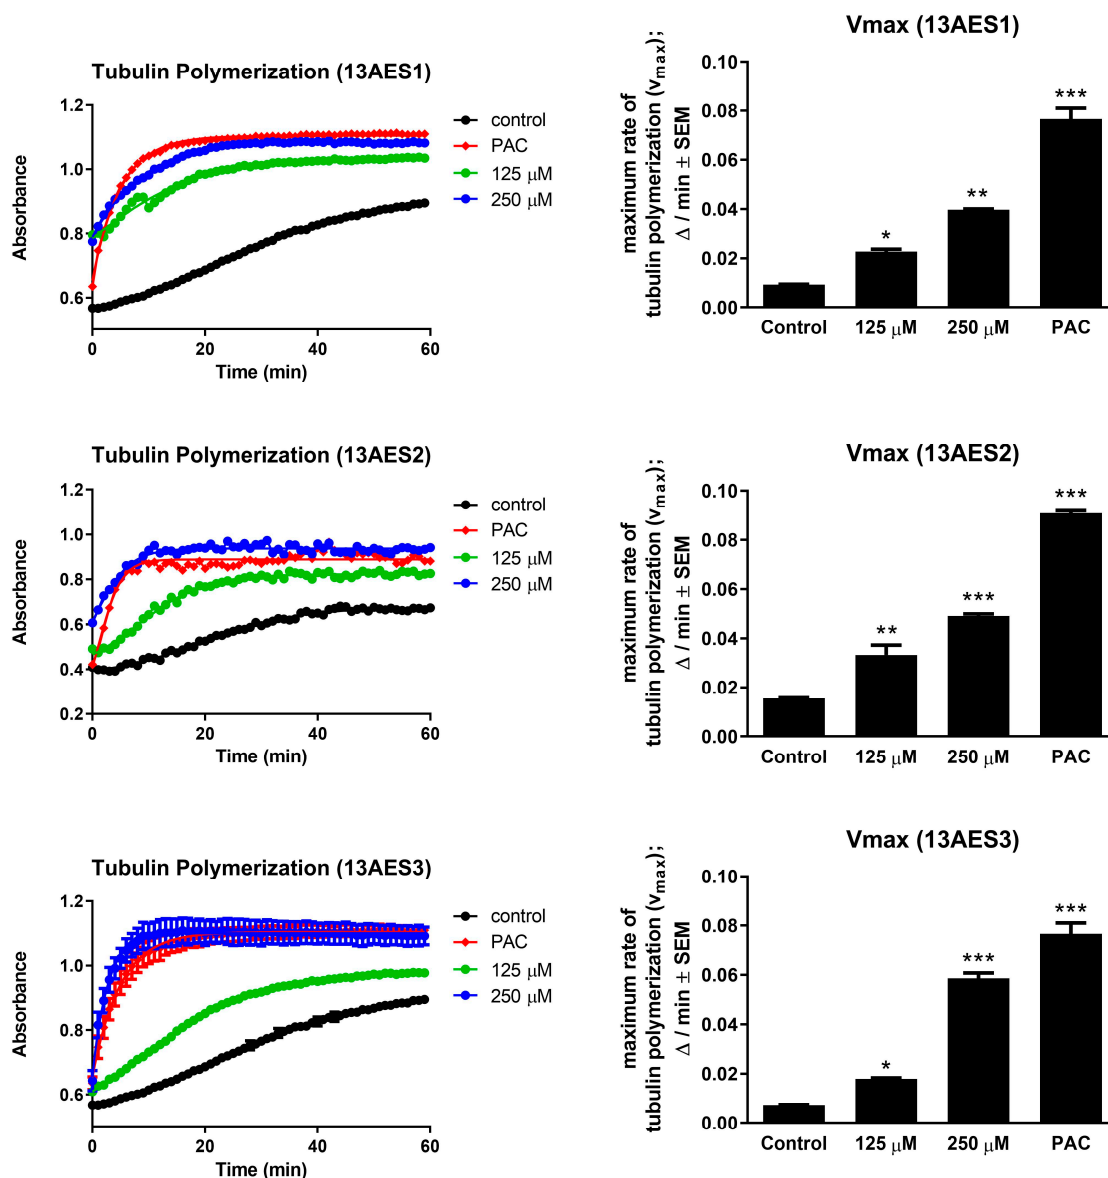 Tubulin Polymerization (13AES1)
1.2
1.0
0.8
0.6
Absorbance
0
20
40
60
Time (min)
control
PAC
125 μM
250 μM
Vmax (13AES1)
maximum rate of
tubulin polymerization (vmax);
Δ / min ± SEM
0.10
0.08
0.06
0.04
0.02
0.00
*
**
***
Control
125 μM
250 μM
PAC
Tubulin Polymerization (13AES2)
1.2
1.0
0.8
0.6
0.4
0.2
Absorbance
0
20
40
60
Time (min)
control
PAC
125 μM
250 μM
Vmax (13AES2)
maximum rate of
tubulin polymerization (vmax);
Δ / min ± SEM
0.10
0.08
0.06
0.04
0.02
0.00
**
***
***
Control
125 μM
250 μM
PAC
Tubulin Polymerization (13AES3)
1.2
1.0
0.8
0.6
Absorbance
0
20
40
60
Time (min)
control
PAC
125 μM
250 μM
Vmax (13AES3)
maximum rate of
tubulin polymerization (vmax);
Δ / min ± SEM
0.10
0.08
0.06
0.04
0.02
0.00
*
***
***
Control
125 μM
250 μM
PAC